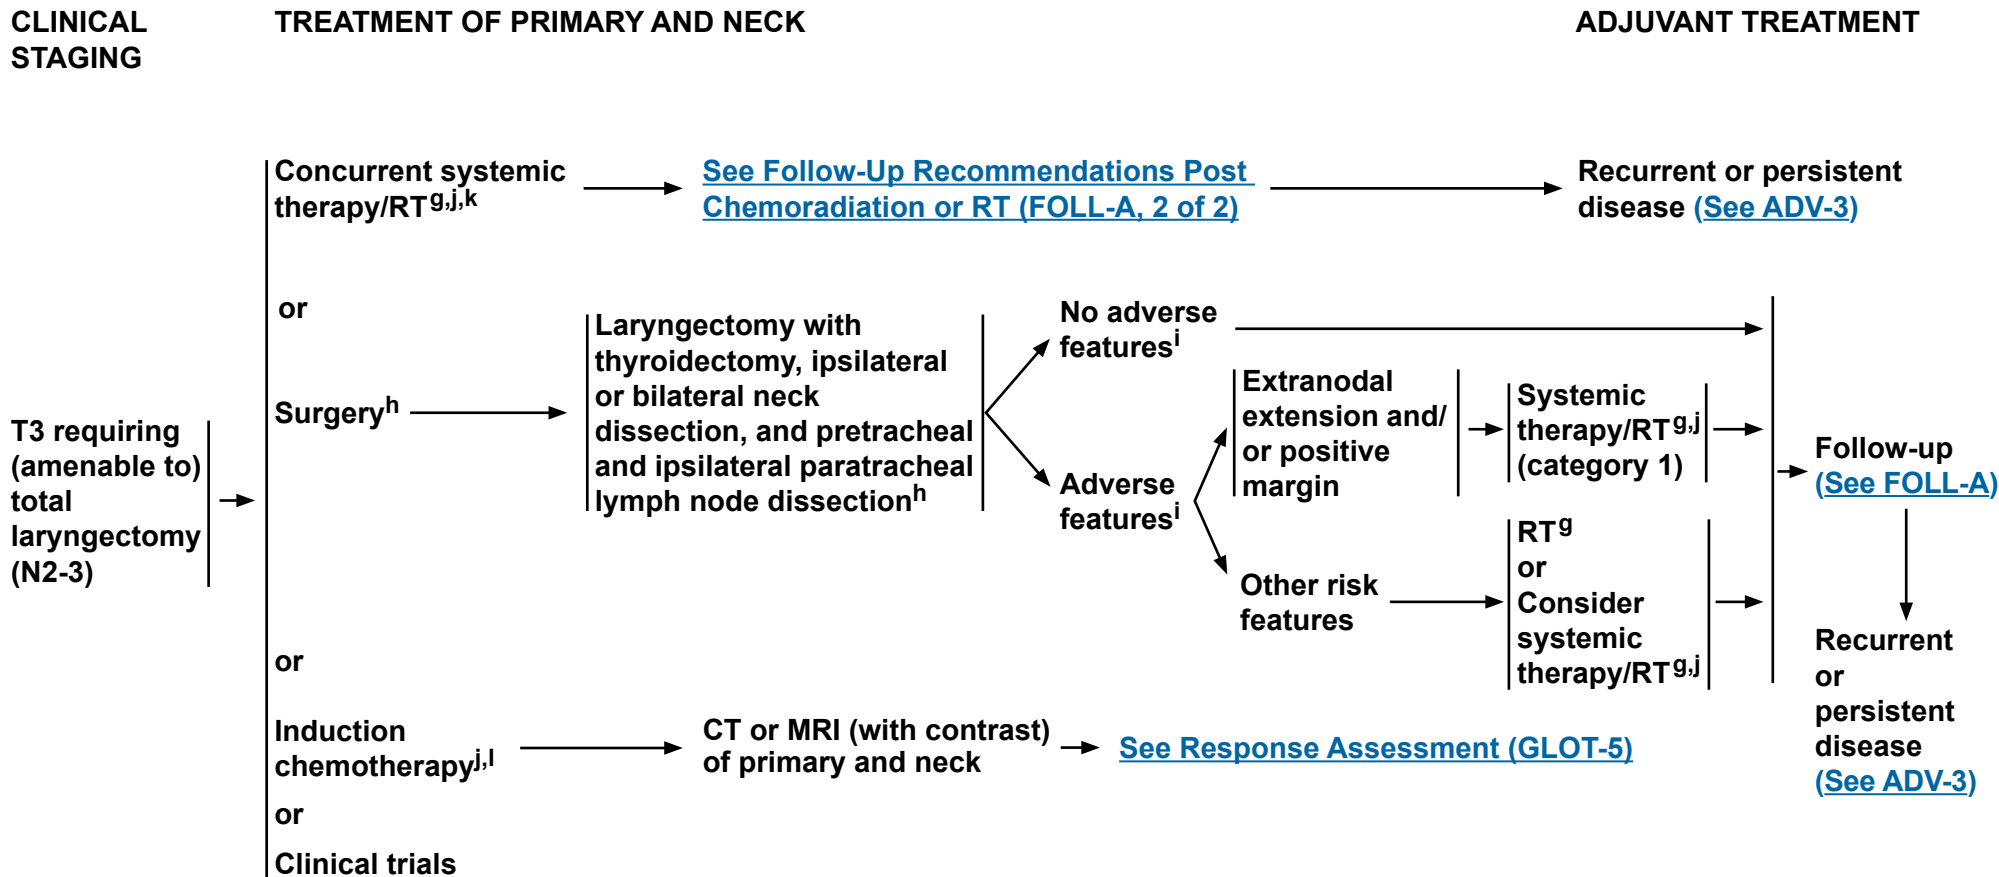 CLINICAL
STAGING
TREATMENT OF PRIMARY AND NECK
ADJUVANT TREATMENT
T3 requiring
(amenable to)
total
laryngectomy
(N2-3)
Concurrent systemic
therapy/RTg,j,k
See Follow-Up Recommendations Post
Chemoradiation or RT (FOLL-A, 2 of 2)
Recurrent or persistent
disease (See ADV-3)
or
Surgeryh
Laryngectomy with
thyroidectomy, ipsilateral
or bilateral neck
dissection, and pretracheal
and ipsilateral paratracheal
lymph node dissectionh
No adverse
featuresi
Adverse
featuresi
Extranodal
extension and/
or positive
margin
Systemic
therapy/RTg,j
(category 1)
Other risk
features
RTg
or
Consider
systemic
therapy/RTg,j
Follow-up
(See FOLL-A)
Recurrent
or
persistent
disease
(See ADV-3)
or
Induction
chemotherapyj,l
CT or MRI (with contrast)
of primary and neck
See Response Assessment (GLOT-5)
or
Clinical trials